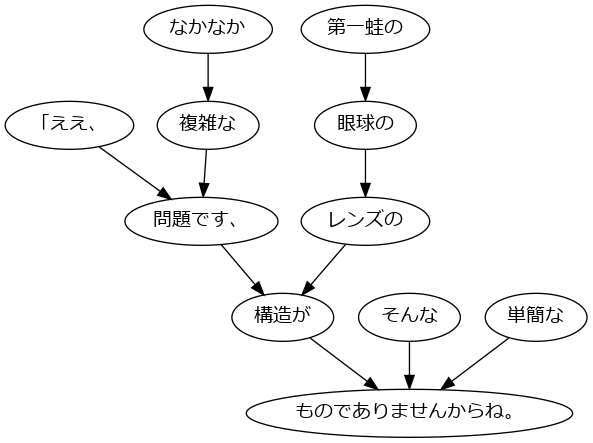 なかなか
第一蛙の
「ええ、
複雑な
眼球の
問題です、
レンズの
構造が
そんな
単簡な
ものでありませんからね。